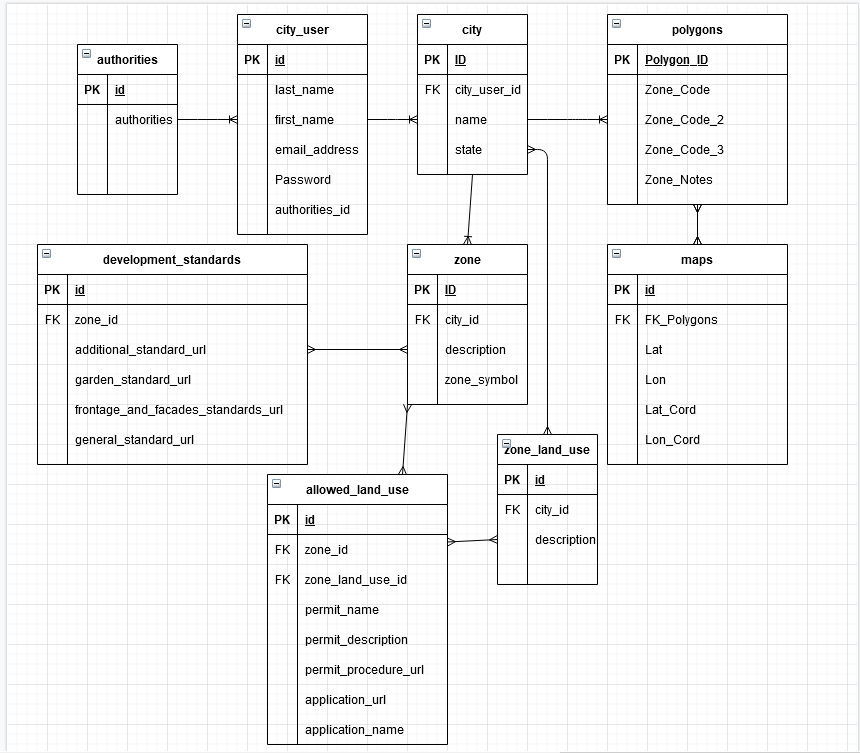 authorities
PK id
authorities
city_user
PK id
last_name
first_name
email_address
Password
authorities_id
city
PK ID
FK city_user_id
name
state
polygons
PK Polygon_ID
Zone_Code
Zone_Code_2
Zone_Code_3
Zone_Notes
development_standards
PK id
FK zone_id
additional_standard_url
garden_standard_url
frontage_and_facades_standards_url
general_standard_url
zone
PK ID
FK city_id
description
zone_symbol
maps
PK id
FK FK_Polygons
Lat
Lon
Lat_Cord
Lon_Cord
allowed_land_use
PK id
FK zone_id
FK zone_land_use_id
permit_name
permit_description
permit_procedure_url
application_url
application_name
zone_land_use
PK id
FK city_id
description